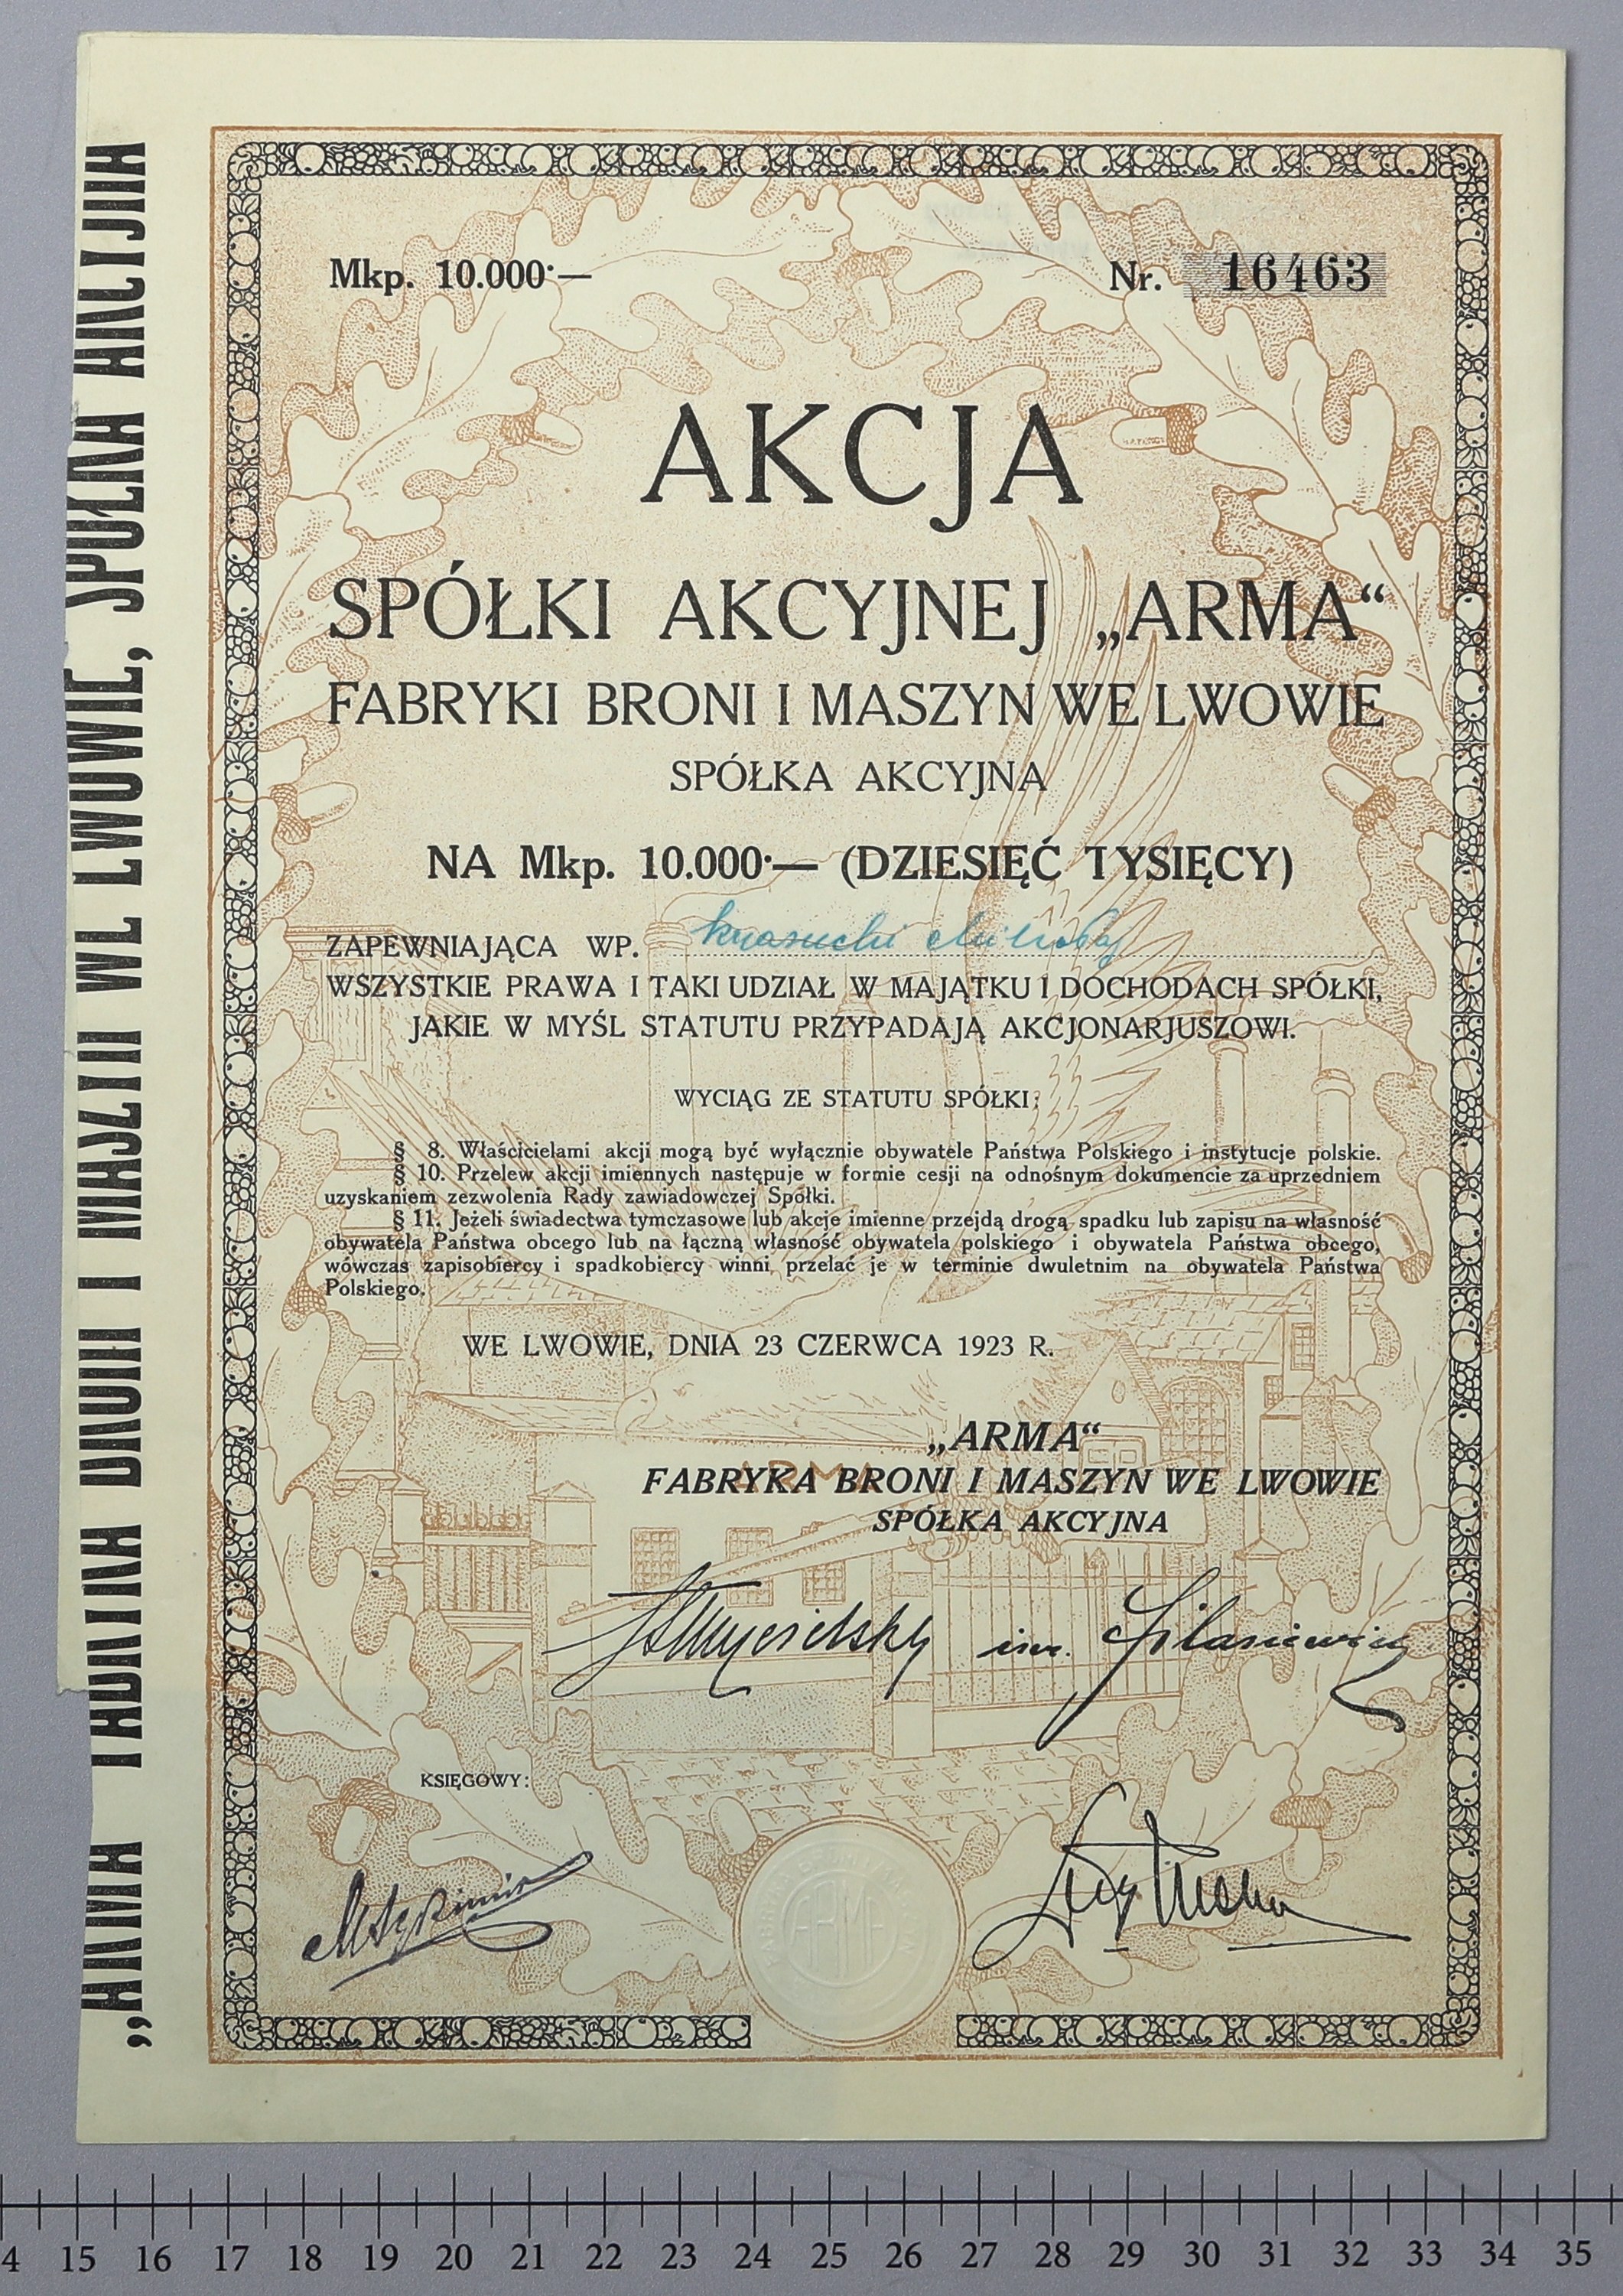 Mkp. 10.000·— Nr. 16463
AKCJA
SPÓŁKI AKCYJNEJ „ARMA“
FABRYKI BRONI I MASZYN WE LWOWIE
SPÓŁKA AKCYJNA
NA Mkp. 10.000·— (DZIESIĘĆ TYSIĘCY)
ZAPEWNIAJĄCA WP.
WSZYSTKIE PRAWA I TAKI UDZIAŁ W MAJĄTKU I DOCHODACH SPÓŁKI,
JAKIE W MYŚL STATUTU PRZYPADAJĄ AKCJONARJUSZOWI.
WYCIĄG ZE STATUTU SPÓŁKI:
§ 8. Właścicielami akcji mogą być wyłącznie obywatele Państwa Polskiego i instytucje polskie.
§ 10. Przelew akcji imiennych następuje w formie cesji na odnośnym dokumencie za uprzedniem
uzyskaniem zezwolenia Rady zawiadowczej Spółki.
§ 11. Jeżeli świadectwa tymczasowe lub akcje imienne przejdą drogą spadku lub zapisu na własność
obywatela Państwa obcego lub na łączną własność obywatela polskiego i obywatela Państwa obcego,
wówczas zapisobiercy i spadkobiercy winni przelać je w terminie dwuletnim na obywatela Państwa
Polskiego.
WE LWOWIE, DNIA 23 CZERWCA 1923 R.
„ARMA“
FABRYKA BRONI I MASZYN WE LWOWIE
SPÓŁKA AKCYJNA
ARMA
inż.
KSIĘGOWY:
ARMA
14 15 16 17 18 19 20 21 22 23 24 25 26 27 28 29 30 31 32 33 34 35